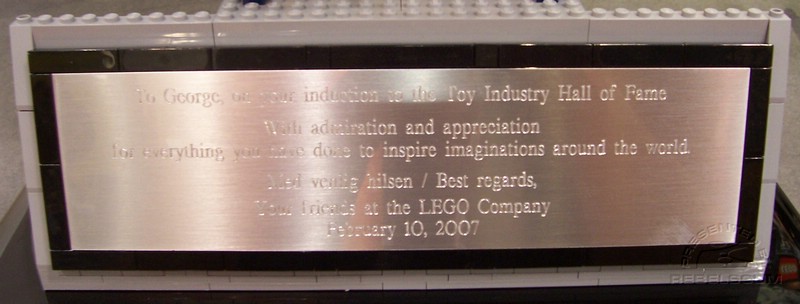 To George, on your induction to the Toy Industry Hall of Fame
With admiration and appreciation
for everything you have done to inspire imaginations around the world.
Med venlig hilsen / Best regards,
Your friends at the LEGO Company
February 10, 2007
REBELSCUM